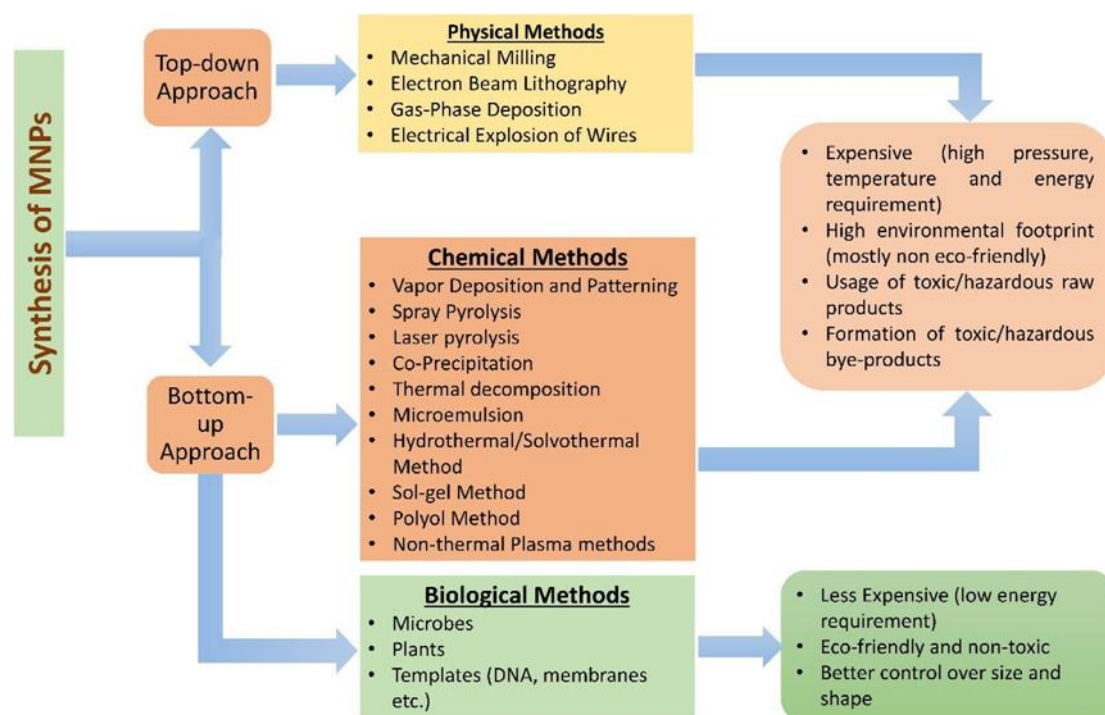 Synthesis of MNPs
Top-down
Approach
Physical Methods
• Mechanical Milling
• Electron Beam Lithography
• Gas-Phase Deposition
• Electrical Explosion of Wires
• Expensive (high pressure,
temperature and energy
requirement)
• High environmental footprint
(mostly non eco-friendly)
• Usage of toxic/hazardous raw
products
• Formation of toxic/hazardous
bye-products
Bottom-
up
Approach
Chemical Methods
• Vapor Deposition and Patterning
• Spray Pyrolysis
• Laser pyrolysis
• Co-Precipitation
• Thermal decomposition
• Microemulsion
• Hydrothermal/Solvothermal
Method
• Sol-gel Method
• Polyol Method
• Non-thermal Plasma methods
Biological Methods
• Microbes
• Plants
• Templates (DNA, membranes
etc.)
• Less Expensive (low energy
requirement)
• Eco-friendly and non-toxic
• Better control over size and
shape